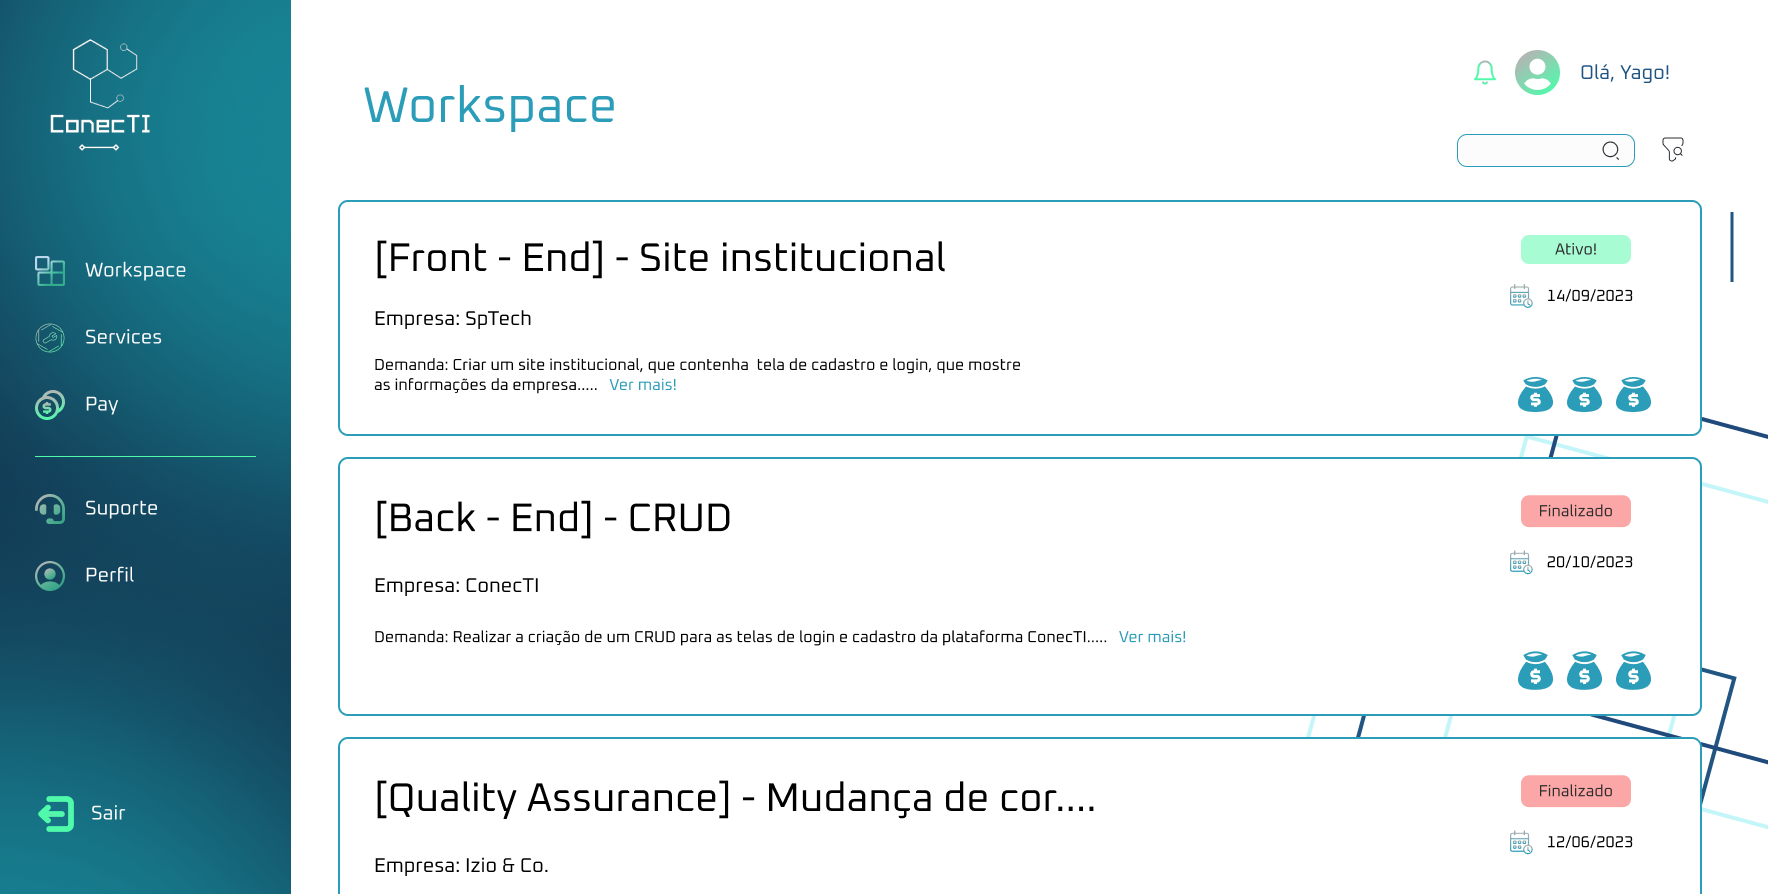 ConecTI
Workspace
Services
Pay
Suporte
Perfil
Sair
Workspace
Olá, Yago!
[Front - End] - Site institucional
Ativo!
14/09/2023
Empresa: SpTech
Demanda: Criar um site institucional, que contenha  tela de cadastro e login, que mostre
as informações da empresa..... Ver mais!
$ $ $
[Back - End] - CRUD
Finalizado
20/10/2023
Empresa: ConecTI
Demanda: Realizar a criação de um CRUD para as telas de login e cadastro da plataforma ConecTI..... Ver mais!
$ $ $
[Quality Assurance] - Mudança de cor....
Finalizado
12/06/2023
Empresa: Izio & Co.